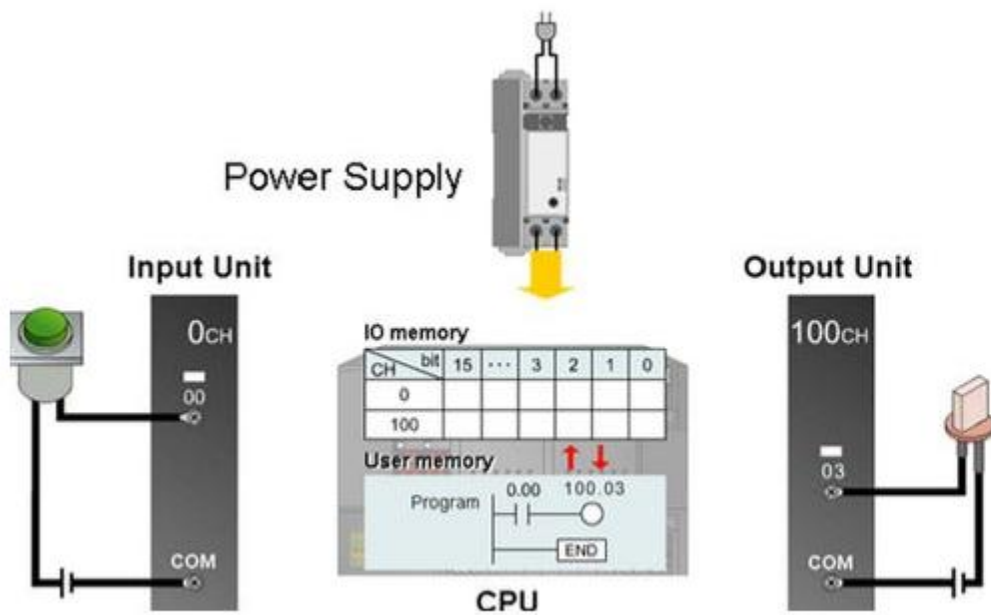 Power Supply
Input Unit
Output Unit
0CH
00
COM
IO memory
CH bit 15 ... 3 2 1 0
0
100
User memory
Program
0.00 100.03
END
CPU
100CH
03
COM